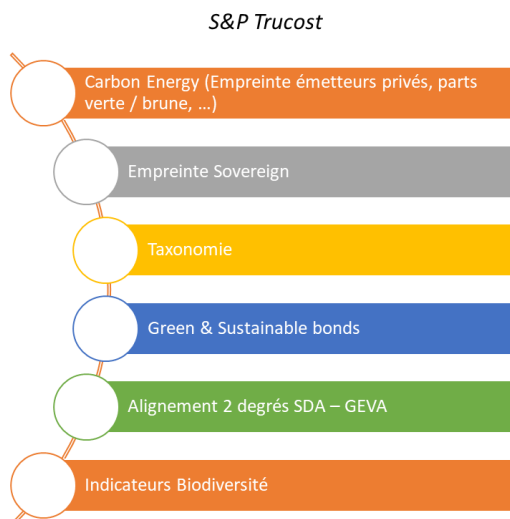 S&P Trucost
Carbon Energy (Empreinte émetteurs privés, parts
verte / brune, ...)
Empreinte Sovereign
Taxonomie
Green & Sustainable bonds
Alignement 2 degrés SDA – GEVA
Indicateurs Biodiversité